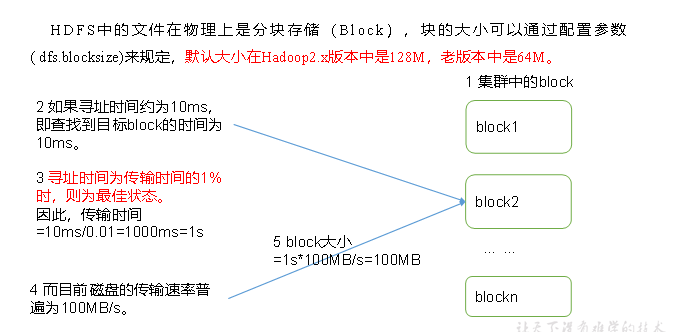 HDFS中的文件在物理上是分块存储（Block），块的大小可以通过配置参数
( dfs.blocksize)来规定，默认大小在Hadoop2.x版本中是128M，老版本中是64M。
1 集群中的block
2 如果寻址时间约为10ms，
即查找到目标block的时间为
10ms。
block1
3 寻址时间为传输时间的1%
时，则为最佳状态。
因此，传输时间
=10ms/0.01=1000ms=1s
block2
5 block大小
=1s*100MB/s=100MB
... ...
4 而目前磁盘的传输速率普
遍为100MB/s。
blockn
让天下没有难学的技术